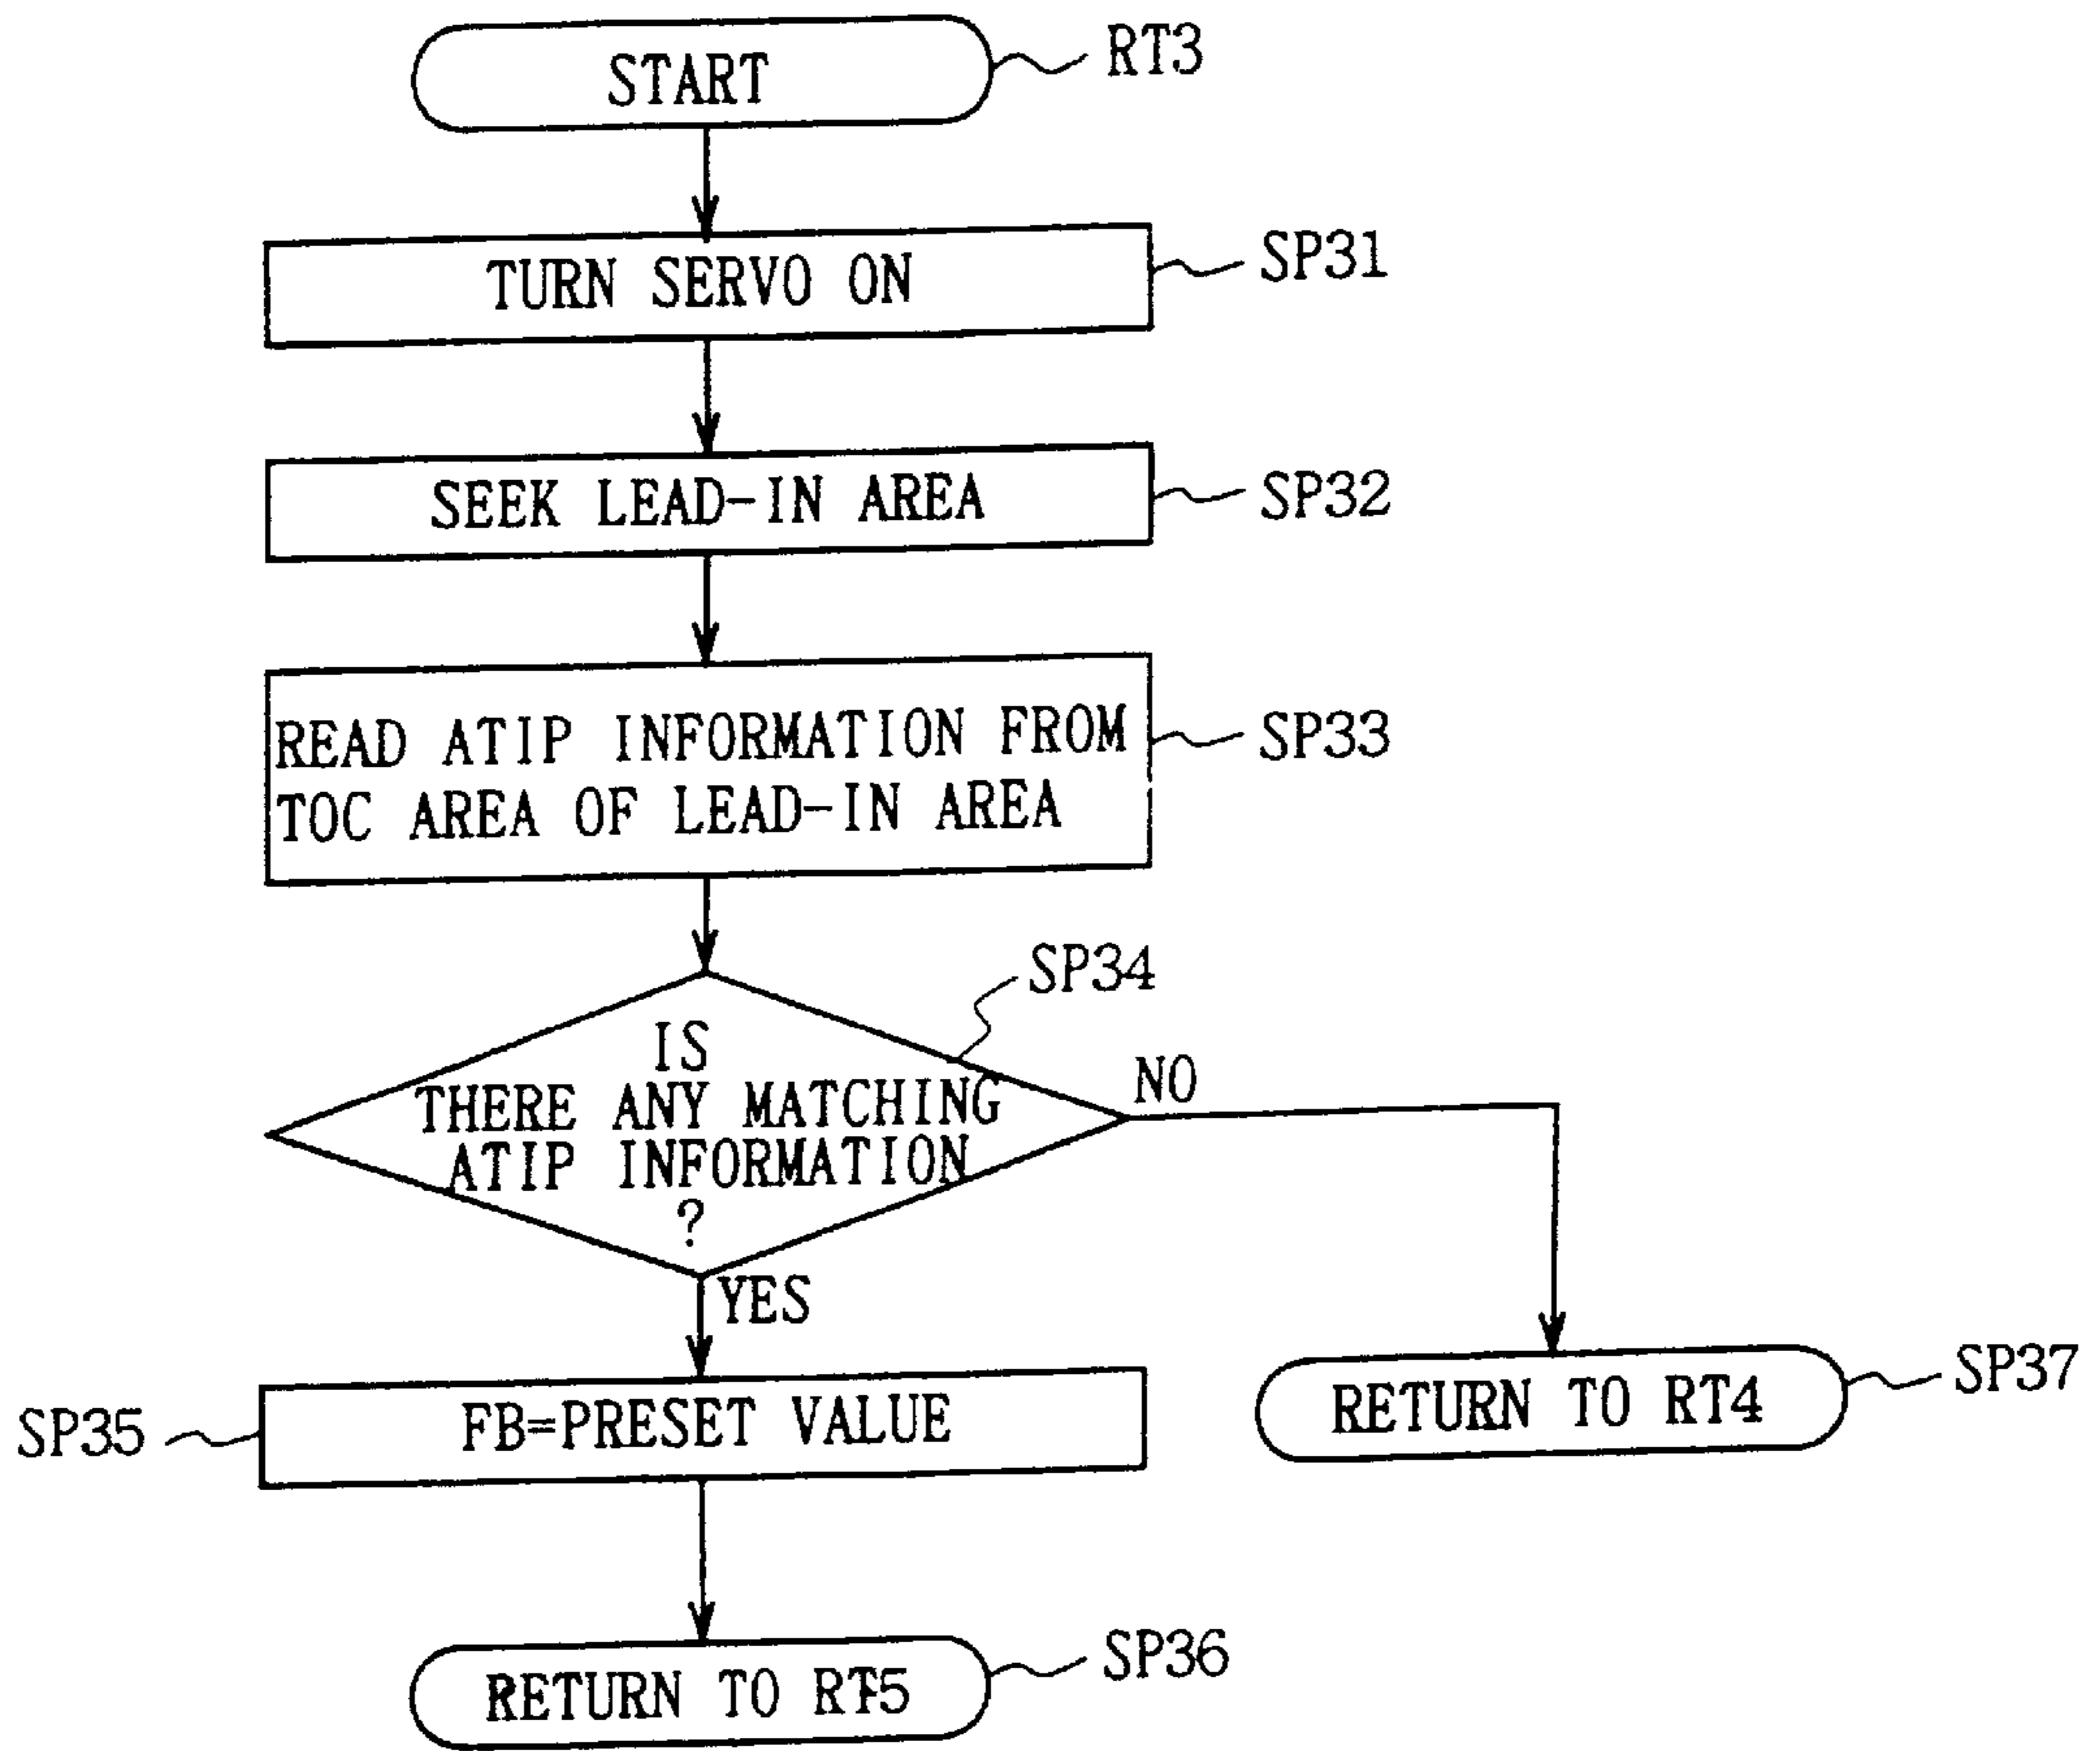 START
RT3
TURN SERVO ON
SP31
SEEK LEAD-IN AREA
SP32
READ ATIP INFORMATION FROM
TOC AREA OF LEAD-IN AREA
SP33
SP34
IS
THERE ANY MATCHING
ATIP INFORMATION
?
NO
YES
SP35
FB=PRESET VALUE
RETURN TO RT4
SP37
RETURN TO RT5
SP36